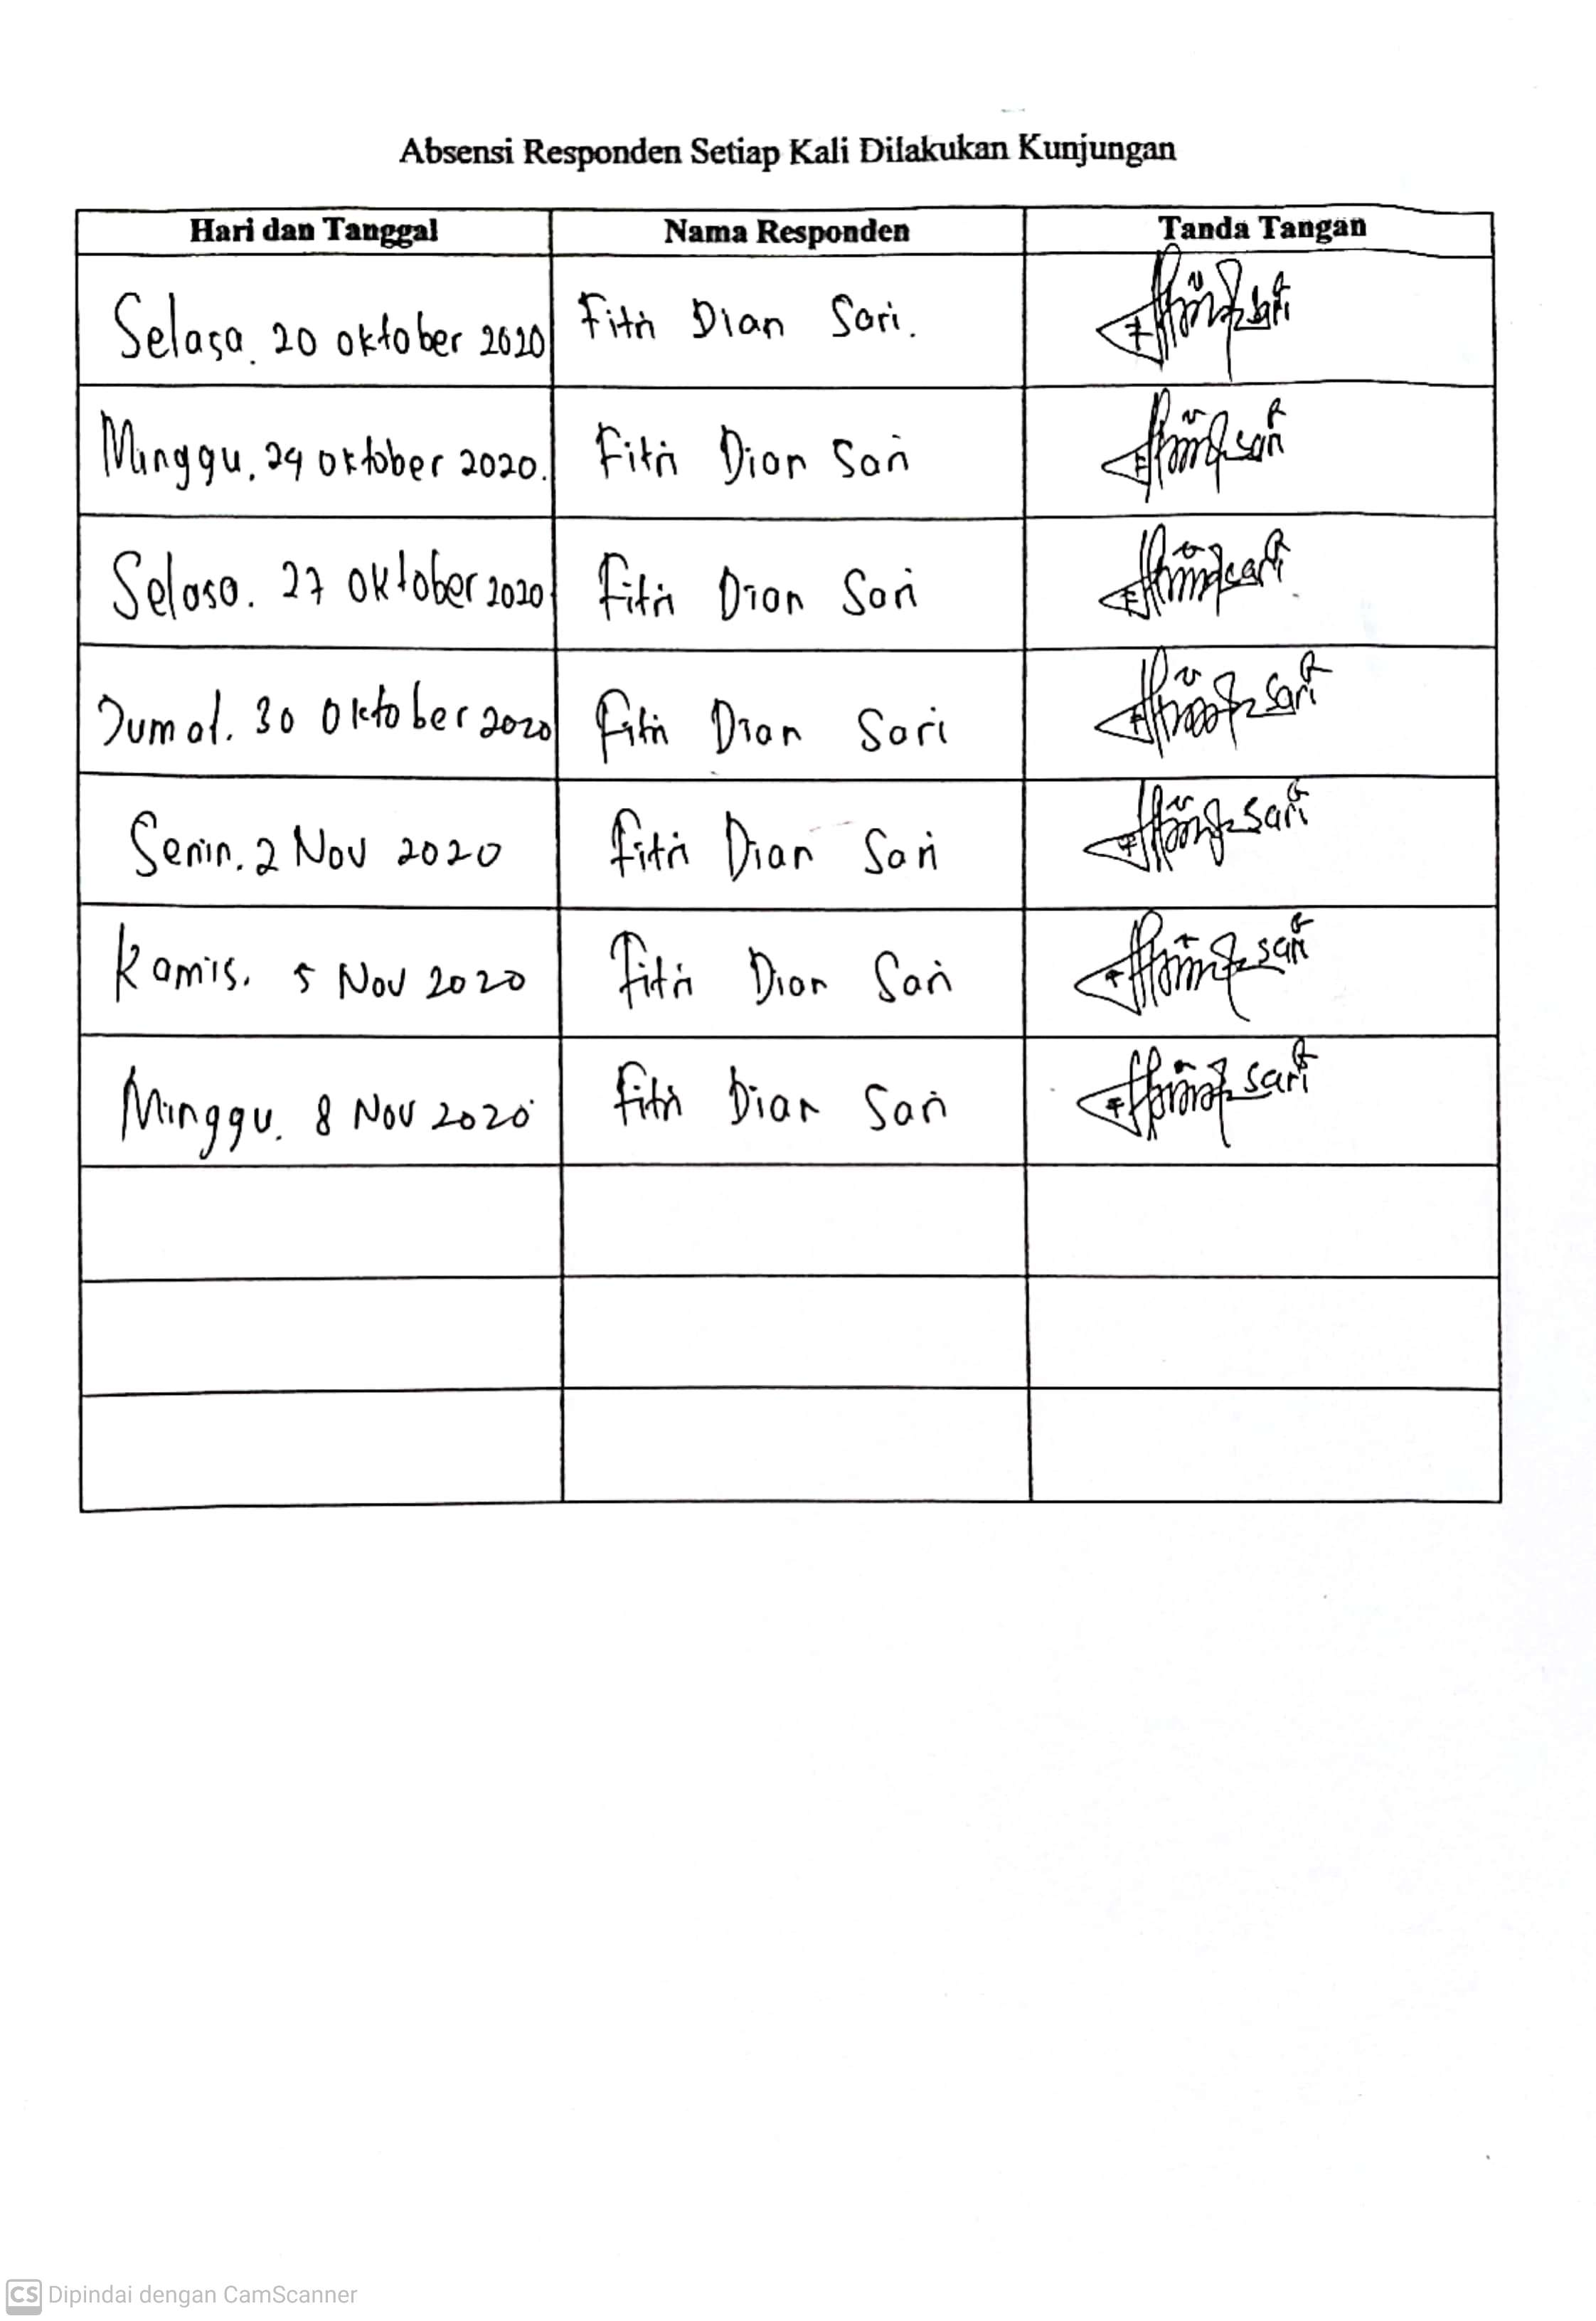 Absensi Responden Setiap Kali Dilakukan Kunjungan
Hari dan Tanggal Nama Responden Tanda Tangan
Selasa. 20 oktober 2020 Fitri Dian Sari.
Minggu. 24 oktober 2020. Fitri Dian Sari
Selasa. 27 Oktober 2020 Fitri Dian Sari
Jumat. 30 Oktober 2020 Fitri Dian Sari
Senin. 2 Nov 2020 Fitri Dian Sari
Kamis. 5 Nov 2020 Fitri Dian Sari
Minggu. 8 Nov 2020 Fitri Dian Sari
CS Dipindai dengan CamScanner